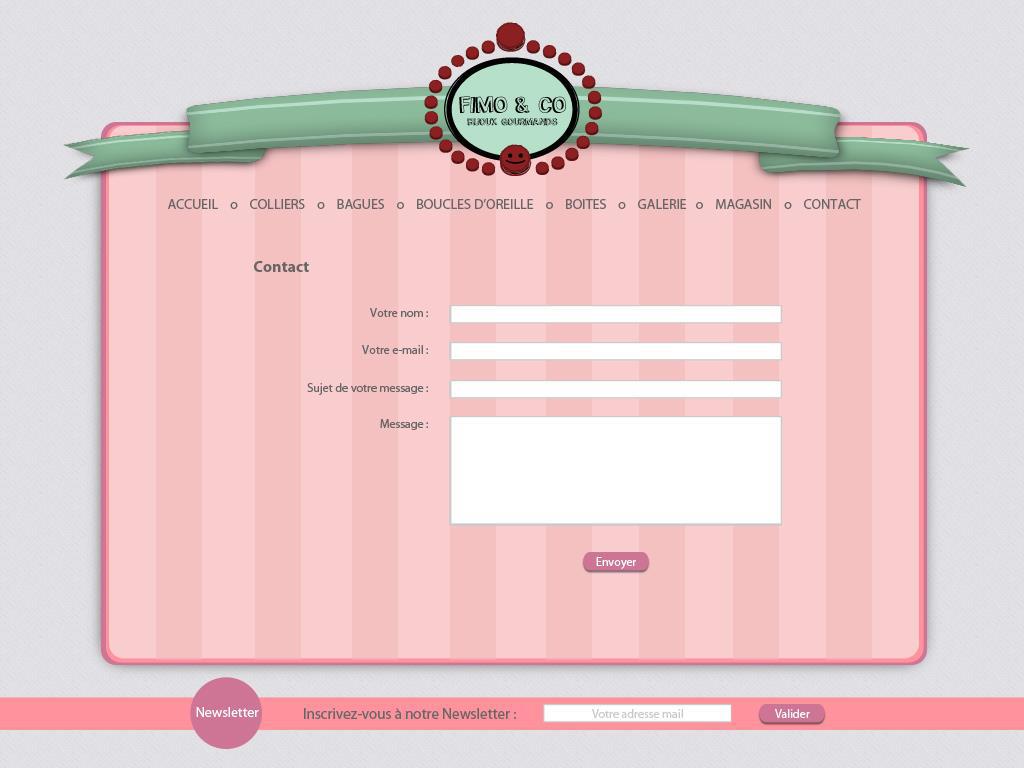 FIMO & CO
BIJOUX GOURMANDS
ACCUEIL o COLLIERS o BAGUES o BOUCLES D'OREILLE o BOITES o GALERIE o MAGASIN o CONTACT
Contact
Votre nom :
Votre e-mail :
Sujet de votre message :
Message :
Envoyer
Newsletter
Inscrivez-vous à notre Newsletter :
Votre adresse mail
Valider